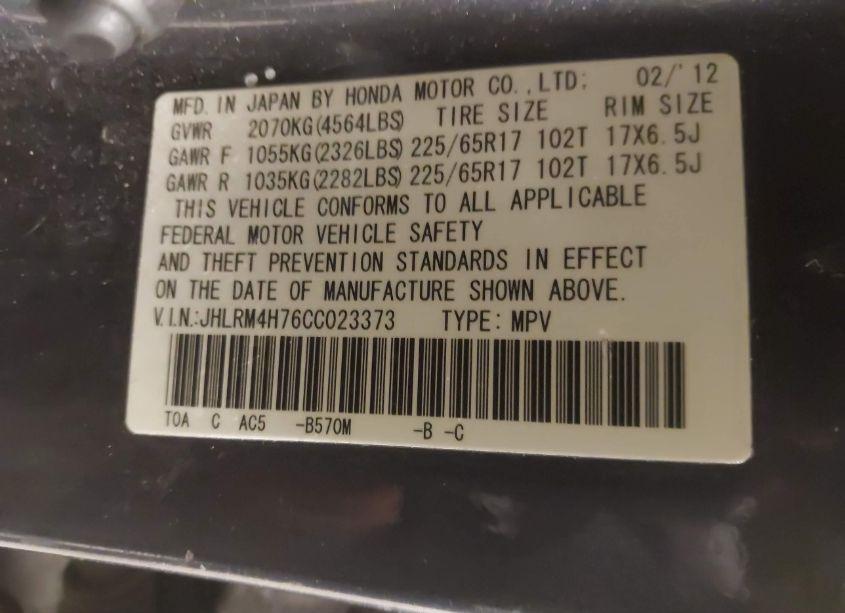 MFD. IN JAPAN BY HONDA MOTOR CO., LTD: 02/'12
GVWR 2070KG(4564LBS) TIRE SIZE RIM SIZE
GAWR F 1055KG(2326LBS) 225/65R17 102T 17X6.5J
GAWR R 1035KG(2282LBS) 225/65R17 102T 17X6.5J
THIS VEHICLE CONFORMS TO ALL APPLICABLE
FEDERAL MOTOR VEHICLE SAFETY
AND THEFT PREVENTION STANDARDS IN EFFECT
ON THE DATE OF MANUFACTURE SHOWN ABOVE.
V.I.N.:JHLRM4H76CC023373 TYPE: MPV
TOA C AC5 -B570M -B -C